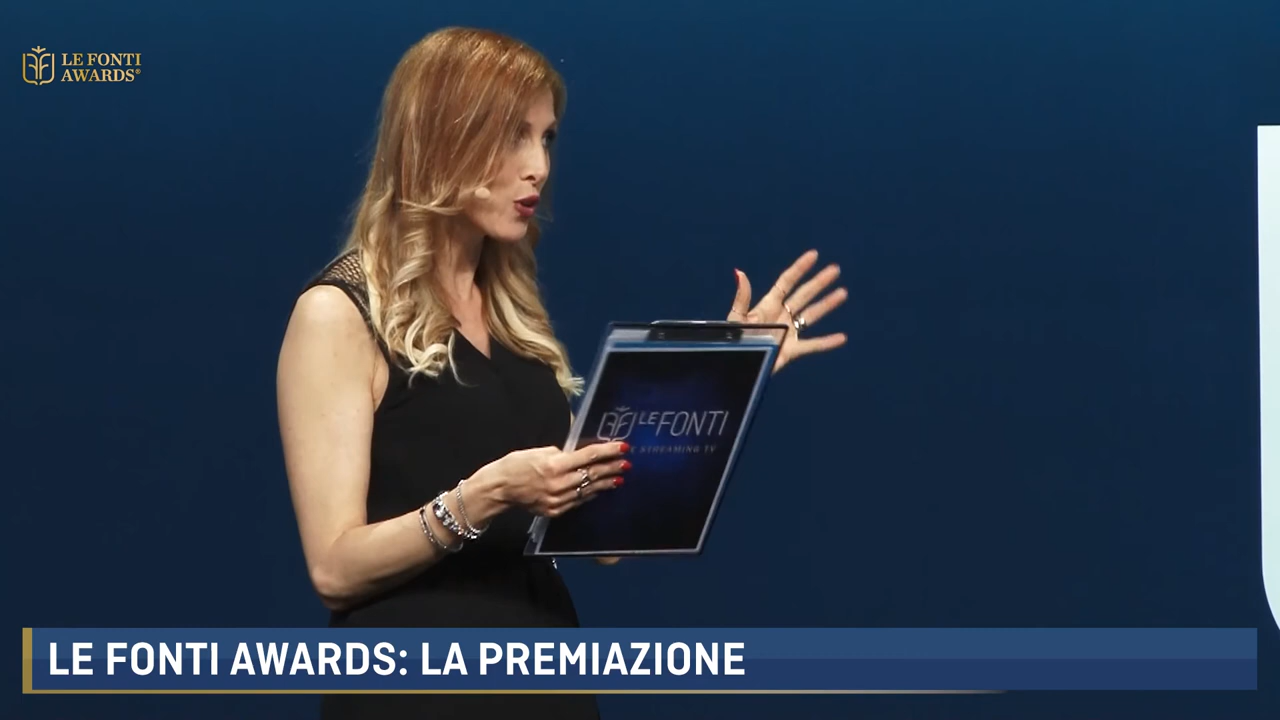 LE FONTI
AWARDS®
LE FONTI
STREAMING TV
LE FONTI AWARDS: LA PREMIAZIONE